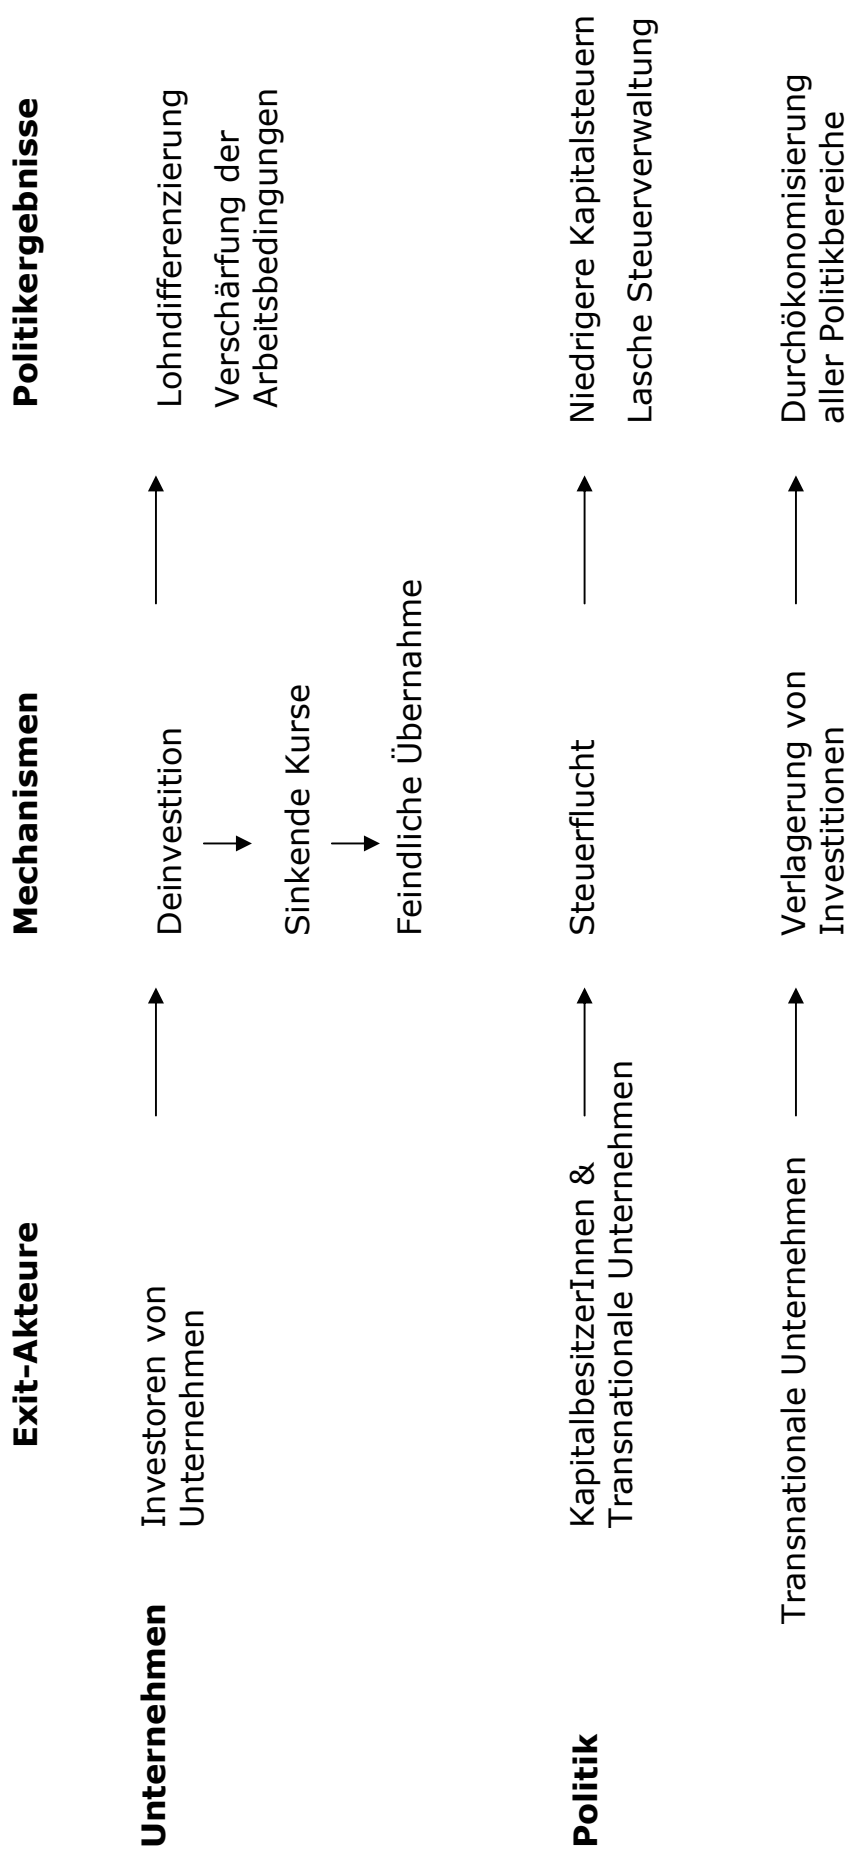 Exit-Akteure
Mechanismen
Politikergebnisse
Unternehmen
Investoren von
Unternehmen
Deinvestition
Sinkende Kurse
Feindliche Übernahme
Lohndifferenzierung
Verschärfung der
Arbeitsbedingungen
Politik
KapitalbesitzerInnen &
Transnationale Unternehmen
Steuerflucht
Niedrigere Kapitalsteuern
Lasche Steuerverwaltung
Transnationale Unternehmen
Verlagerung von
Investitionen
Durchökonomisierung
aller Politikbereiche